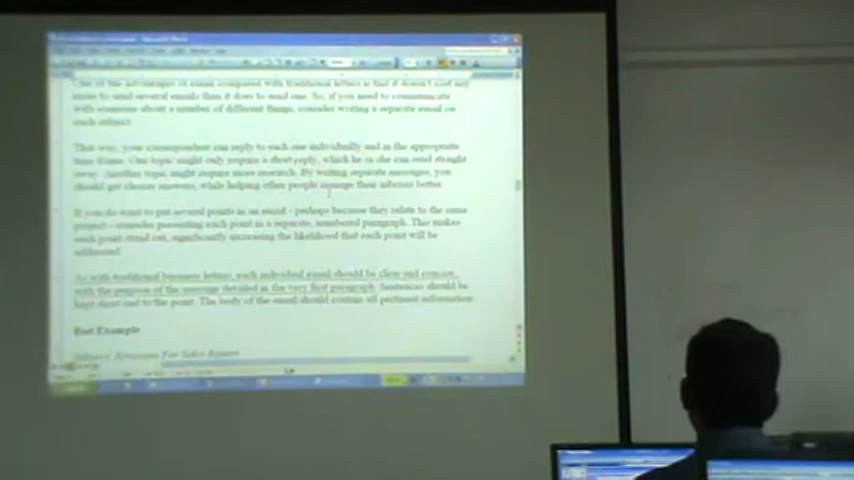 One of the advantages of email compared with traditional letters is that it doesn't cost any
more to send several emails than it does to send one. So, if you need to communicate
with someone about a number of different things, consider writing a separate email on
each subject.
That way, your correspondent can reply to each one individually and in the appropriate
time frame. One topic might only require a short reply, which he or she can send straight
away. Another topic might require more research. By writing separate messages, you
should get clearer answers, while helping other people manage their inboxes better.
If you do want to put several points in an email - perhaps because they relate to the same
project - consider presenting each point in a separate, numbered paragraph. This makes
each point stand out, significantly increasing the likelihood that each point will be
addressed.
As with traditional business letters, each individual email should be clear and concise,
with the purpose of the message detailed in the very first paragraph. Sentences should be
kept short and to the point. The body of the email should contain all pertinent information
Bad Example
Subject: Revisions For Sales Report